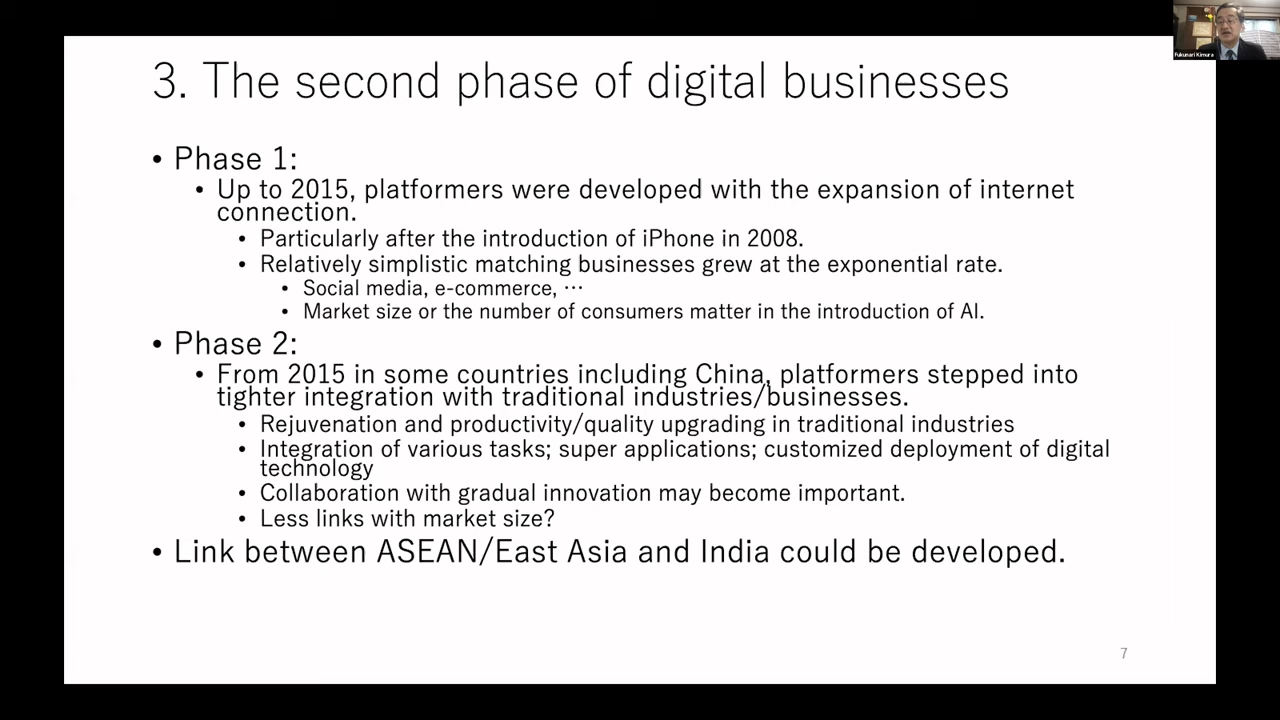 Fukunari Kimura
3. The second phase of digital businesses
• Phase 1:
• Up to 2015, platformers were developed with the expansion of internet
connection.
• Particularly after the introduction of iPhone in 2008.
• Relatively simplistic matching businesses grew at the exponential rate.
• Social media, e-commerce, …
• Market size or the number of consumers matter in the introduction of AI.
• Phase 2:
• From 2015 in some countries including China, platformers stepped into
tighter integration with traditional industries/businesses.
• Rejuvenation and productivity/quality upgrading in traditional industries
• Integration of various tasks; super applications; customized deployment of digital
technology
• Collaboration with gradual innovation may become important.
• Less links with market size?
• Link between ASEAN/East Asia and India could be developed.
7